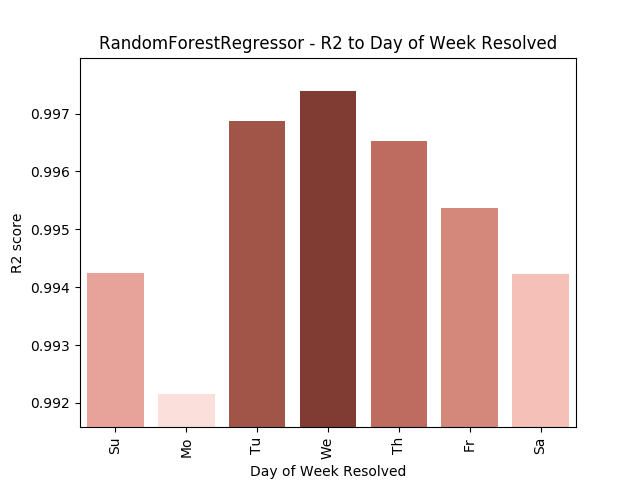 RandomForestRegressor - R2 to Day of Week Resolved
R2 score
0.997
0.996
0.995
0.994
0.993
0.992
Su Mo Tu We Th Fr Sa
Day of Week Resolved